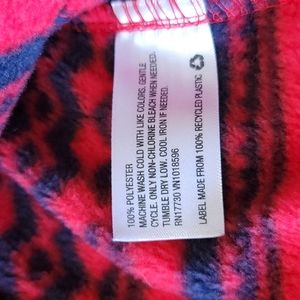 100% POLYESTER
MACHINE WASH COLD WITH LIKE COLORS, GENTLE
CYCLE. ONLY NON-CHLORINE BLEACH WHEN NEEDED.
TUMBLE DRY LOW. COOL IRON IF NEEDED.
RN17730 VN1018596
LABEL MADE FROM 100% RECYCLED PLASTIC